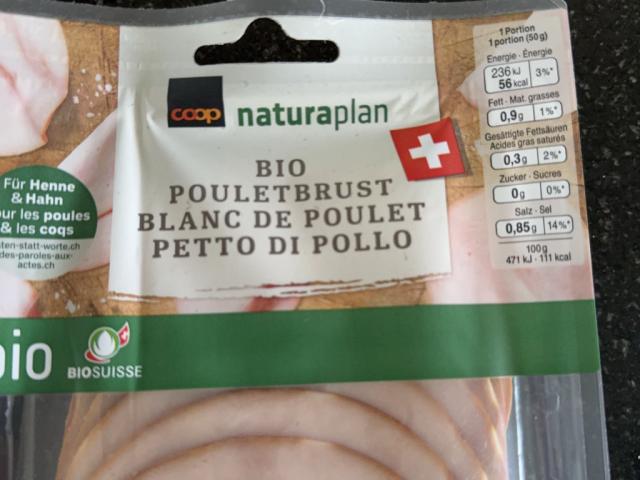 coop naturaplan
BIO
POULETBRUST
BLANC DE POULET
PETTO DI POLLO
Für Henne
& Hahn
les poules
& les coqs
ten-statt-worte.ch
des-paroles-aux-
actes.ch
bio
BIOSUISSE
1 Portion
1 portion (50g)
Energie - Énergie
236 kJ
56 kcal
3%*
Fett - Mat. grasses
0,9g 1%*
Gesättigte Fettsäuren
Acides gras saturés
0,3g 2%*
Zucker - Sucres
0g 0%*
Salz - Sel
0,85g 14%*
100g
471 kJ - 111 kcal